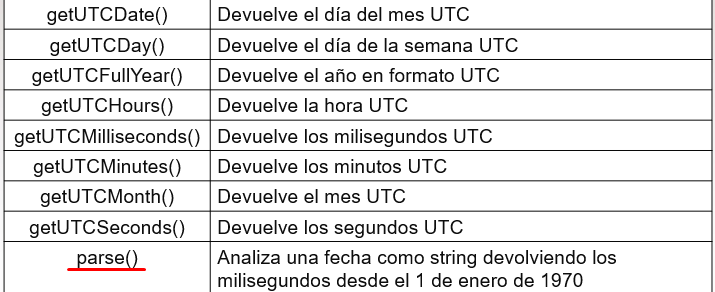 getUTCDate() Devuelve el día del mes UTC
getUTCDay() Devuelve el día de la semana UTC
getUTCFullYear() Devuelve el año en formato UTC
getUTCHours() Devuelve la hora UTC
getUTCMilliseconds() Devuelve los milisegundos UTC
getUTCMinutes() Devuelve los minutos UTC
getUTCMonth() Devuelve el mes UTC
getUTCSeconds() Devuelve los segundos UTC
parse() Analiza una fecha como string devolviendo los
milisegundos desde el 1 de enero de 1970